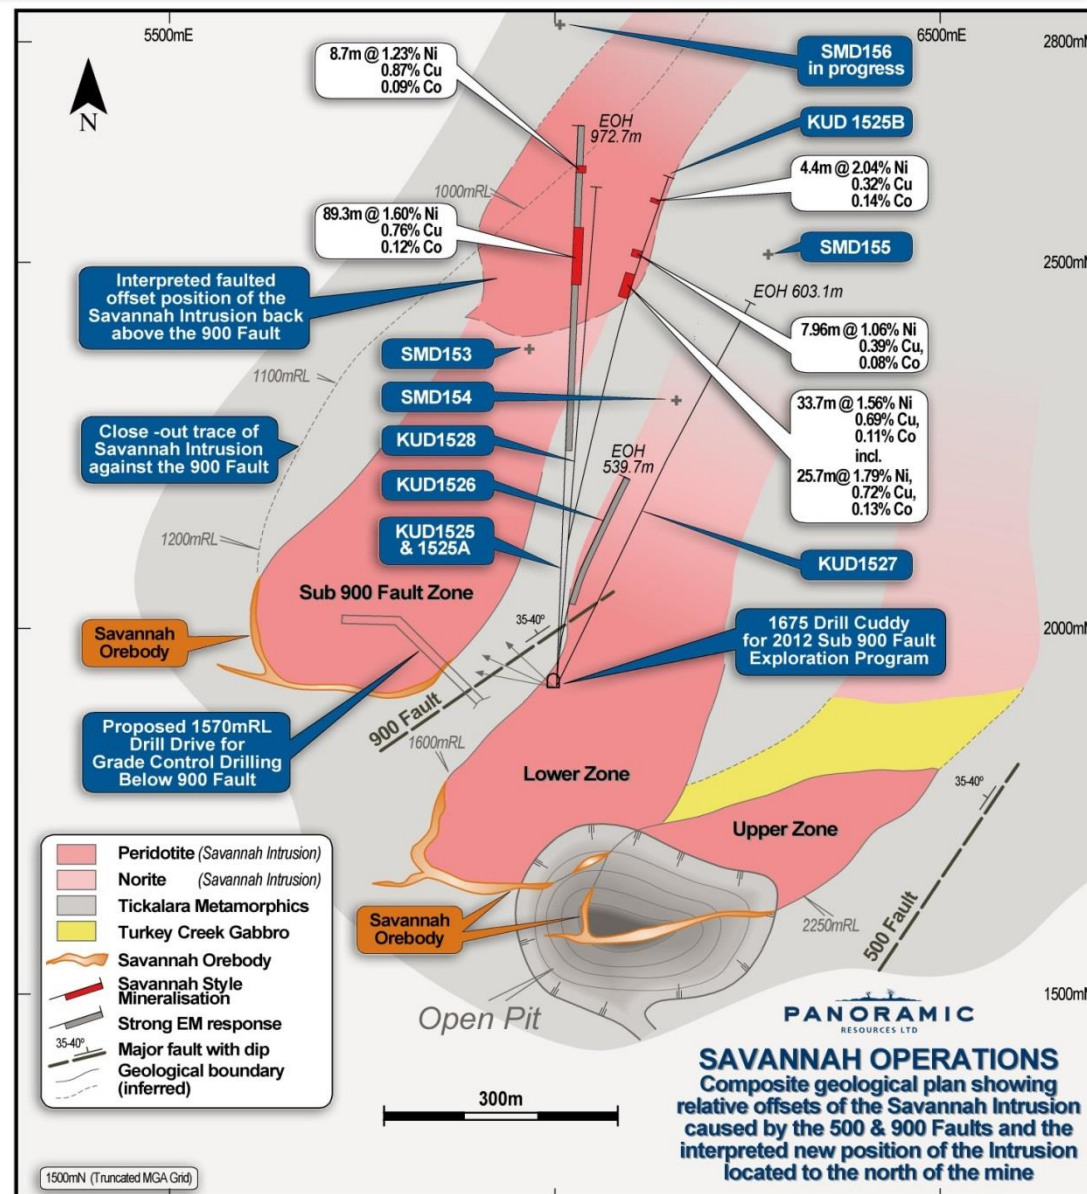 5500mE
6500mE
2800mN
8.7m @ 1.23% Ni
0.87% Cu
0.09% Co
SMD156
in progress
N
EOH
972.7m
KUD 1525B
4.4m @ 2.04% Ni
0.32% Cu
0.14% Co
1000mRL
89.3m @ 1.60% Ni
0.76% Cu
0.12% Co
SMD155
2500mN
Interpreted faulted
offset position of the
Savannah Intrusion back
above the 900 Fault
EOH 603.1m
7.96m @ 1.06% Ni
0.39% Cu,
0.08% Co
SMD153
1100mRL
SMD154
33.7m @ 1.56% Ni
0.69% Cu,
0.11% Co
incl.
25.7m@ 1.79% Ni,
0.72% Cu,
0.13% Co
Close -out trace of
Savannah Intrusion
against the 900 Fault
KUD1528
EOH
539.7m
KUD1526
KUD1525
& 1525A
1200mRL
KUD1527
Sub 900 Fault Zone
35-40º
Savannah
Orebody
1675 Drill Cuddy
for 2012 Sub 900 Fault
Exploration Program
2000mN
900 Fault
Proposed 1570mRL
Drill Drive for
Grade Control Drilling
Below 900 Fault
1600mRL
Lower Zone
35-40º
Upper Zone
Peridotite (Savannah Intrusion)
Norite (Savannah Intrusion)
Tickalara Metamorphics
Turkey Creek Gabbro
Savannah Orebody
Savannah Style
Mineralisation
Strong EM response
35-40º
Major fault with dip
Geological boundary
(inferred)
Savannah
Orebody
2250mRL
500 Fault
Open Pit
1500mN
PANORAMIC
RESOURCES LTD
SAVANNAH OPERATIONS
Composite geological plan showing
relative offsets of the Savannah Intrusion
caused by the 500 & 900 Faults and the
interpreted new position of the Intrusion
located to the north of the mine
300m
1500mN (Truncated MGA Grid)